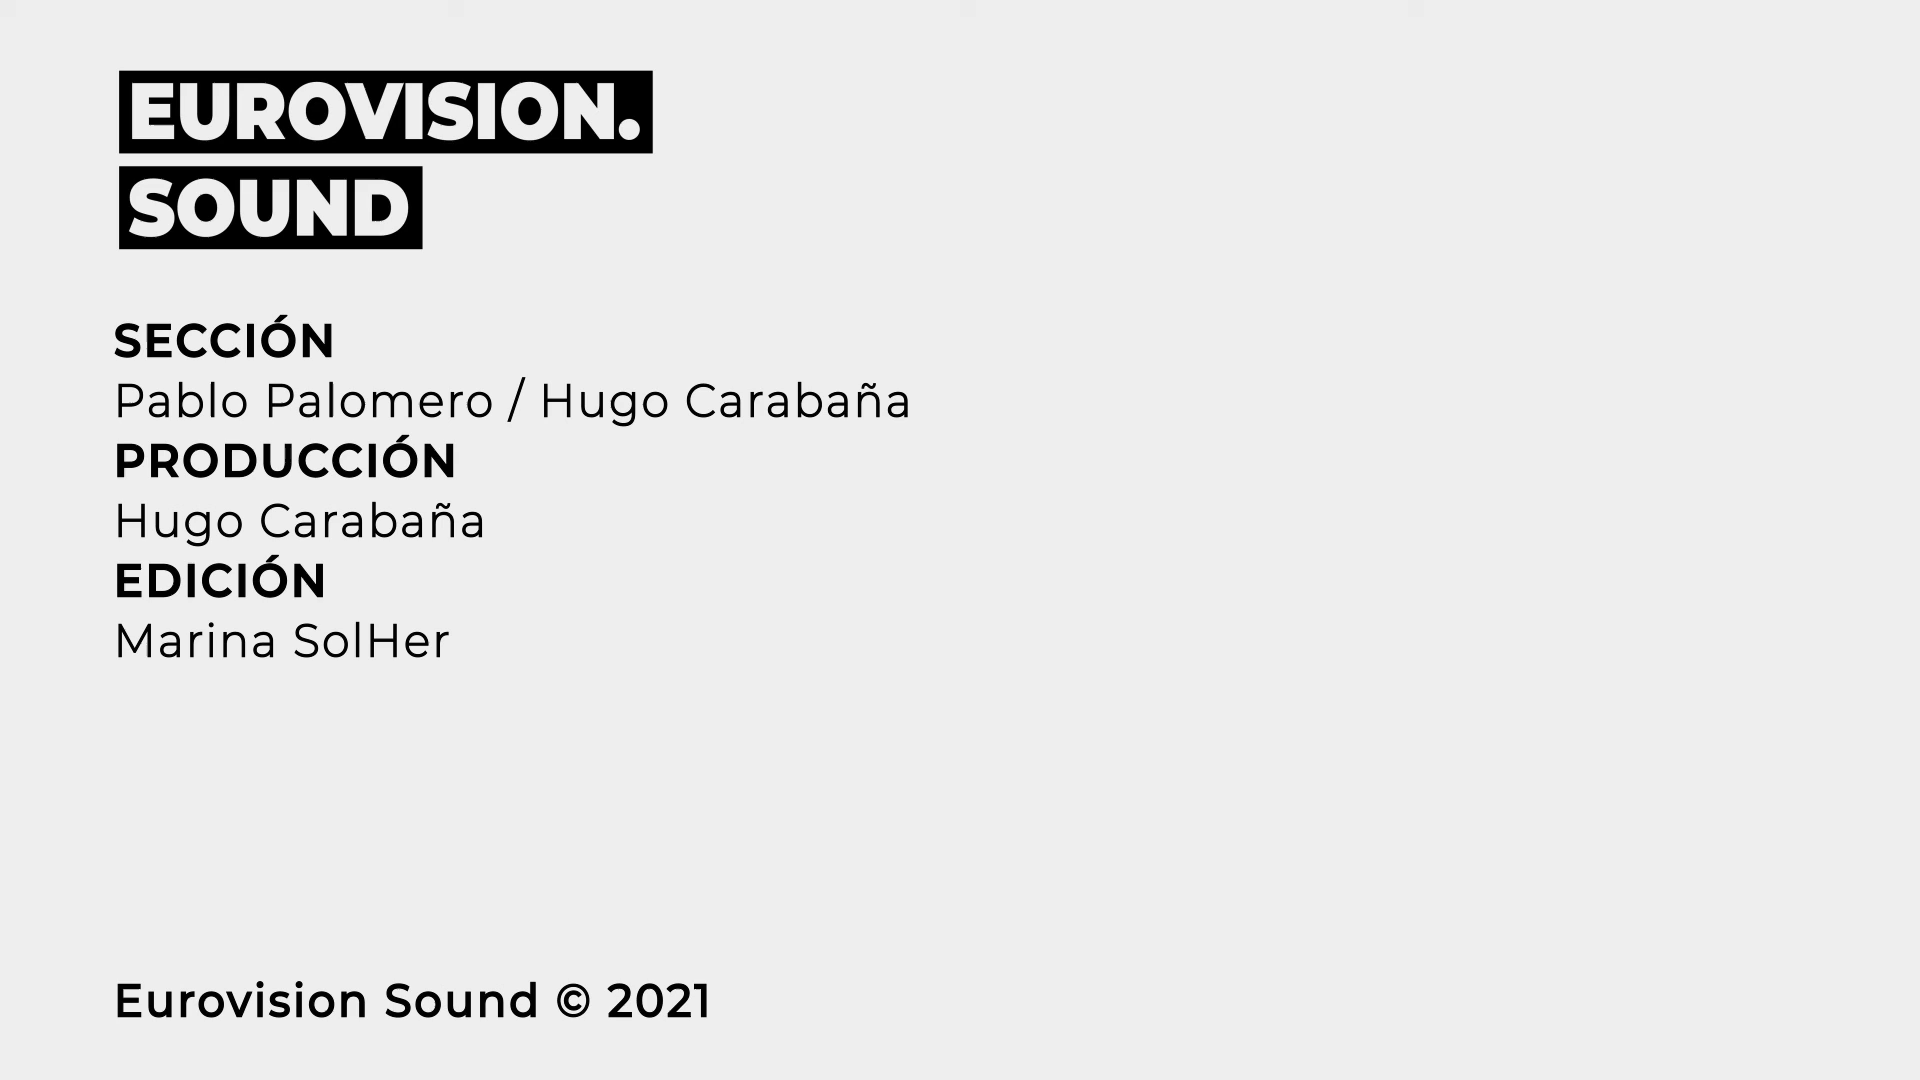 EUROVISION.
SOUND
SECCIÓN
Pablo Palomero / Hugo Carabaña
PRODUCCIÓN
Hugo Carabaña
EDICIÓN
Marina SolHer
Eurovision Sound © 2021